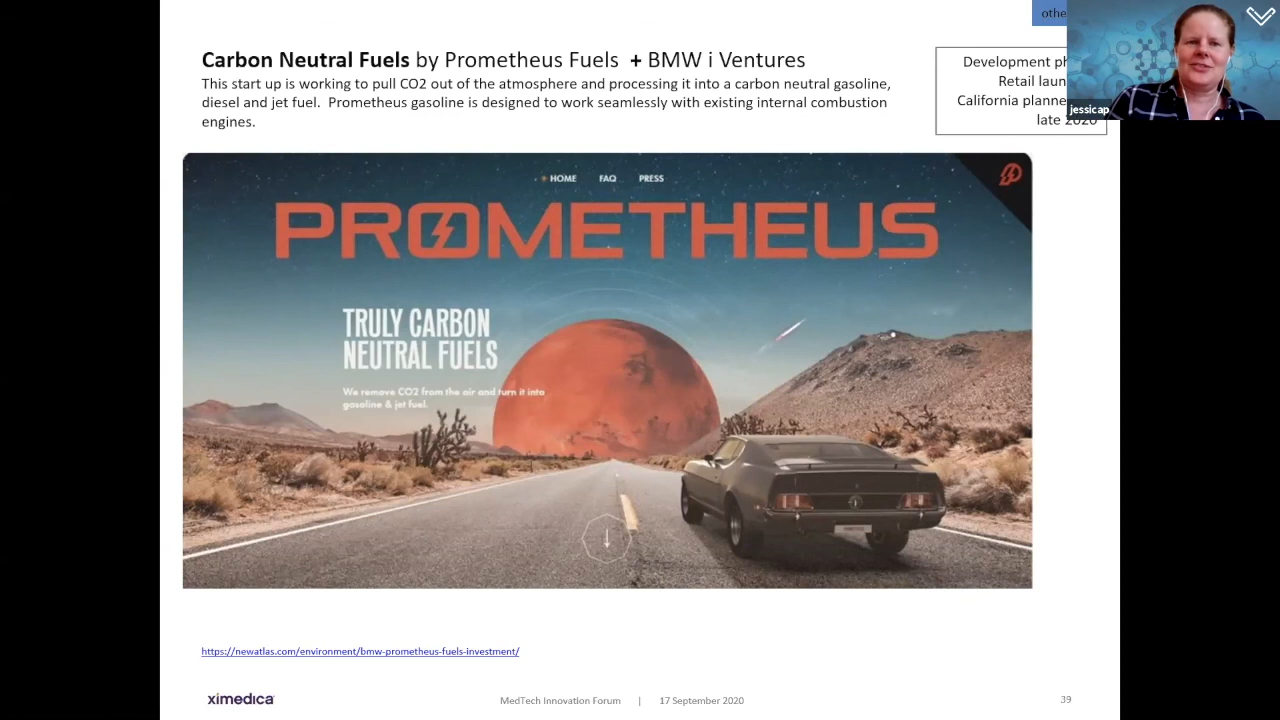 othe
Carbon Neutral Fuels by Prometheus Fuels + BMW i Ventures
This start up is working to pull CO2 out of the atmosphere and processing it into a carbon neutral gasoline,
diesel and jet fuel. Prometheus gasoline is designed to work seamlessly with existing internal combustion
engines.
Development ph
Retail laun
California planne
late 2020
jessicap
HOME FAQ PRESS
PROMETHEUS
TRULY CARBON
NEUTRAL FUELS
We remove CO2 from the air and turn it into
gasoline & jet fuel.
https://newatlas.com/environment/bmw-prometheus-fuels-investment/
ximedica
MedTech Innovation Forum | 17 September 2020
39